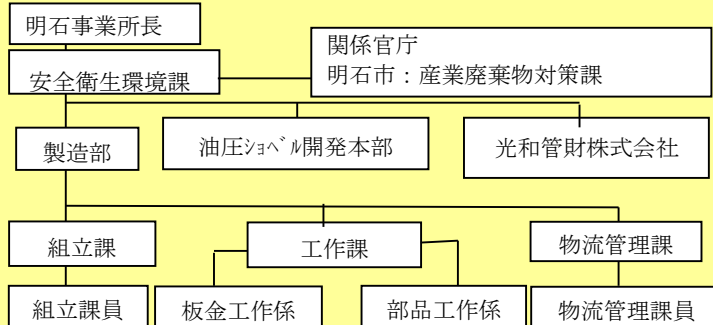 明石事業所長
関係官庁
明石市：産業廃棄物対策課
安全衛生環境課
製造部
油圧ｼｮﾍﾞﾙ開発本部
光和管財株式会社
組立課
工作課
物流管理課
組立課員
板金工作係
部品工作係
物流管理課員